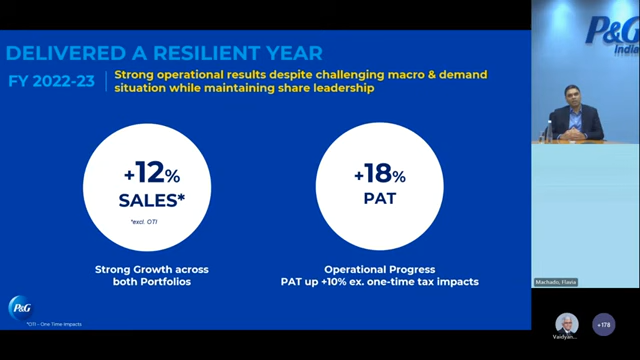 DELIVERED A RESILIENT YEAR
FY 2022-23
Strong operational results despite challenging macro & demand
situation while maintaining share leadership
+12%
SALES*
*excl. OTI
Strong Growth across
both Portfolios
+18%
PAT
Operational Progress
PAT up +10% ex. one-time tax impacts
P&G
*OTI - One Time Impacts
P&G
India
Machado, Flavia
Vaidyan...
+178